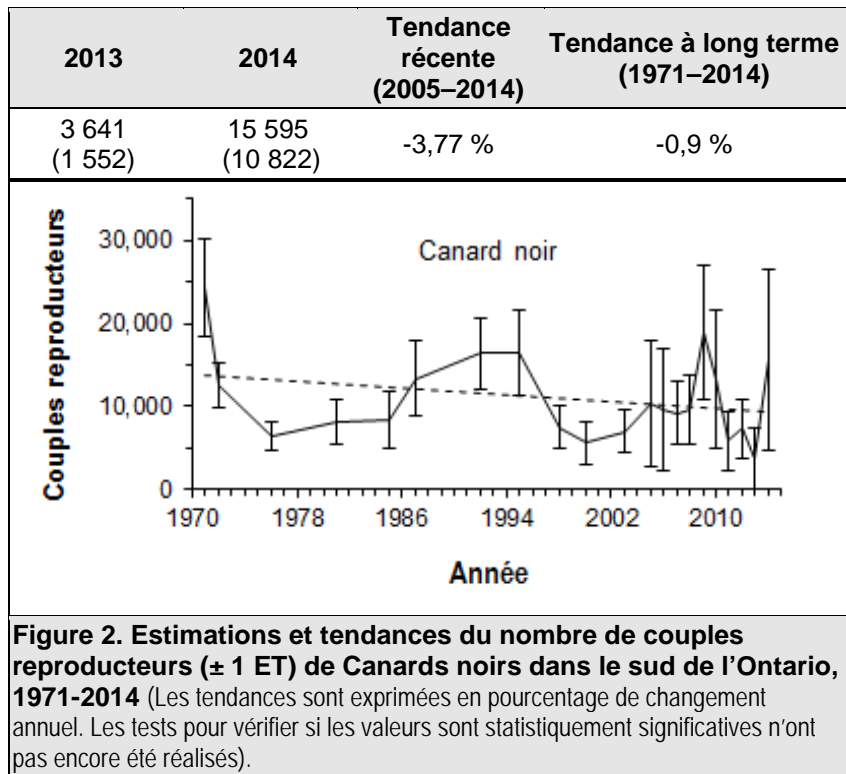 2013 2014 Tendance récente (2005–2014) Tendance à long terme (1971–2014)
3 641 (1 552) 15 595 (10 822) -3,77 % -0,9 %
Couples reproducteurs
30,000
20,000
10,000
0
Canard noir
1970 1978 1986 1994 2002 2010
Année
Figure 2. Estimations et tendances du nombre de couples
reproducteurs (± 1 ET) de Canards noirs dans le sud de l’Ontario,
1971-2014 (Les tendances sont exprimées en pourcentage de changement
annuel. Les tests pour vérifier si les valeurs sont statistiquement significatives n’ont
pas encore été réalisés).